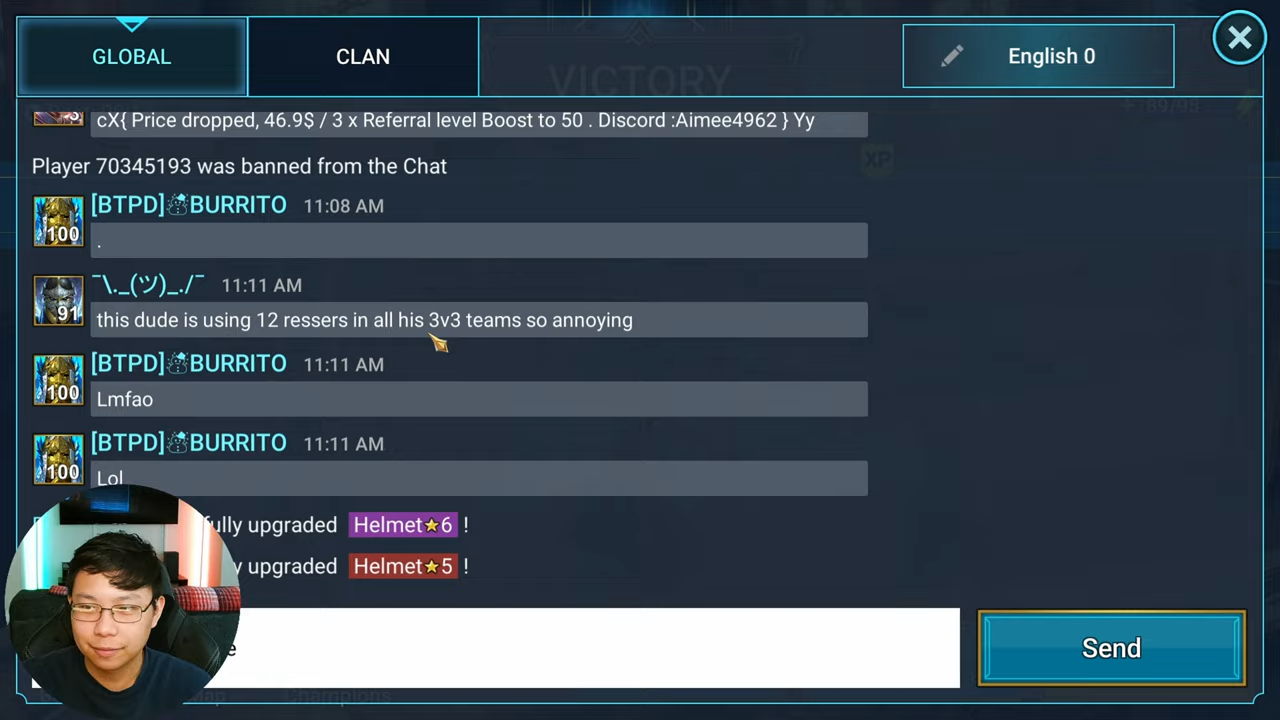 GLOBAL
CLAN
English 0
VICTORY
cX{ Price dropped, 46.9$ / 3 x Referral level Boost to 50 . Discord :Aimee4962 } Yy
Player 70345193 was banned from the Chat
XP
[BTPD]☃BURRITO 11:08 AM
100
.
¯\._(ツ)_./¯ 11:11 AM
91
this dude is using 12 ressers in all his 3v3 teams so annoying
[BTPD]☃BURRITO 11:11 AM
100
Lmfao
[BTPD]☃BURRITO 11:11 AM
100
Lol
fully upgraded Helmet★6 !
y upgraded Helmet★5 !
e
Send
Champions